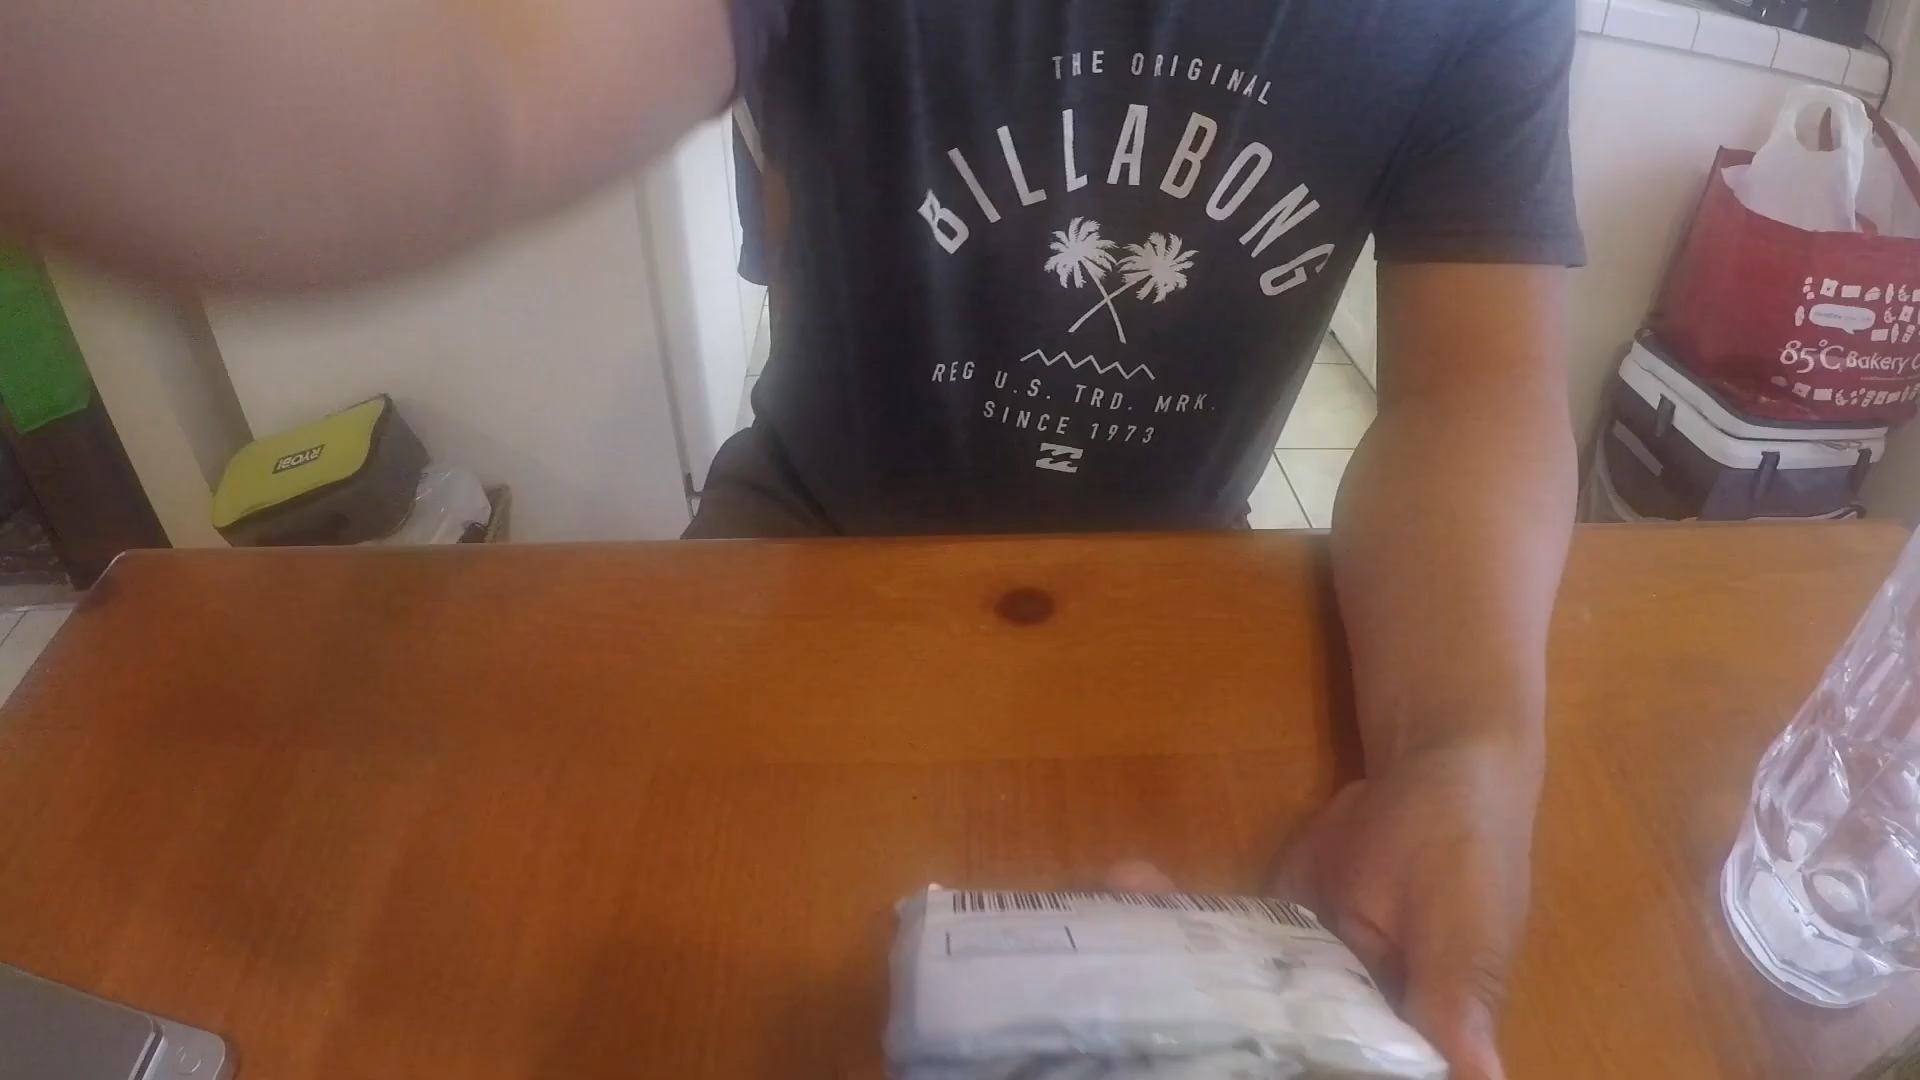 THE ORIGINAL
BILLABONG
REG U.S. TRD. MRK.
SINCE 1973
RYOBI
85°C Bakery C